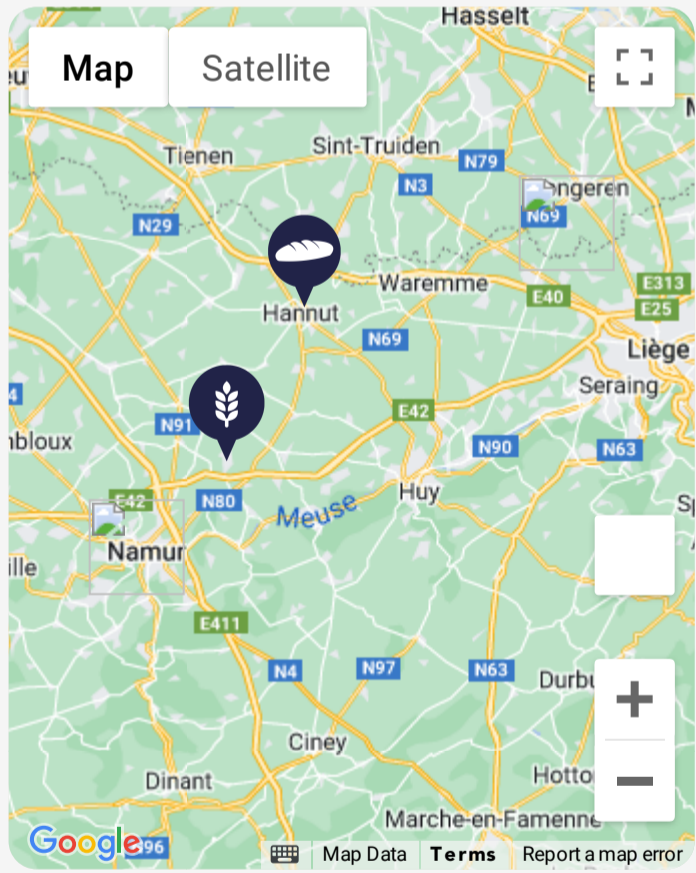 Hasselt
Map
Satellite
Tienen
Sint-Truiden
N79
N3
ongeren
N69
N29
Waremme
E313
E40
E25
Hannut
N69
Liège
Seraing
E42
N91
N90
N63
E42
N80
Huy
Meuse
Namur
E411
N4
N97
N63
Ciney
Dinant
Marche-en-Famenne
Google
Map Data
Terms
Report a map error